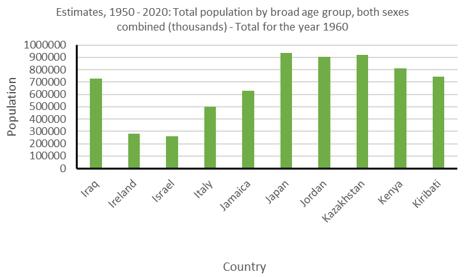 Estimates, 1950 - 2020: Total population by broad age group, both sexes
combined (thousands) - Total for the year 1960
Population
1000000
900000
800000
700000
600000
500000
400000
300000
200000
100000
0
Iraq
Ireland
Israel
Italy
Jamaica
Japan
Jordan
Kazakhstan
Kenya
Kiribati
Country